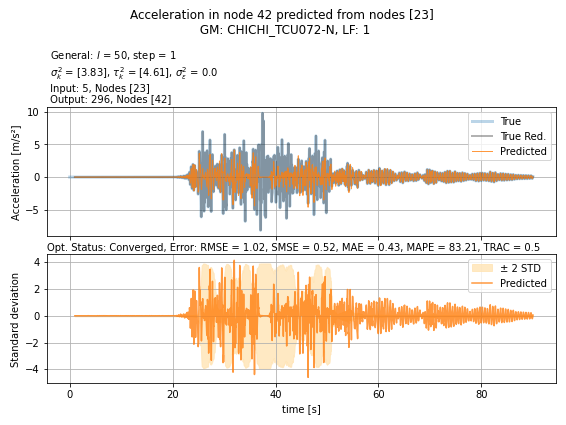 Acceleration in node 42 predicted from nodes [23]
GM: CHICHI_TCU072-N, LF: 1
General: l = 50, step = 1
σ²ₖ = [3.83], τ²ₖ = [4.61], σ²ε = 0.0
Input: 5, Nodes [23]
Output: 296, Nodes [42]
Acceleration [m/s²]
10
5
0
−5
True
True Red.
Predicted
Opt. Status: Converged, Error: RMSE = 1.02, SMSE = 0.52, MAE = 0.43, MAPE = 83.21, TRAC = 0.5
Standard deviation
4
2
0
−2
−4
± 2 STD
Predicted
0 20 40 60 80
time [s]